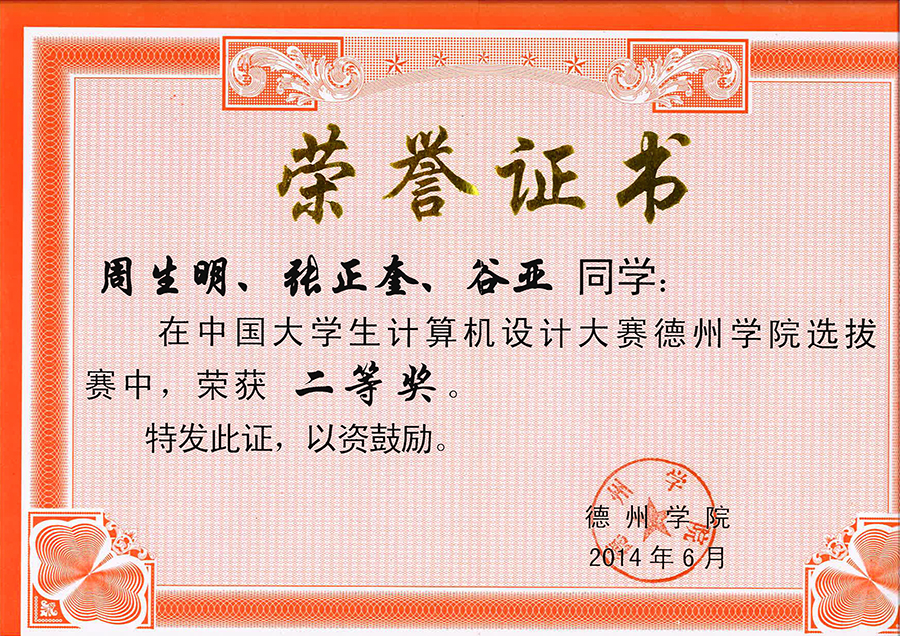 荣誉证书
周生明、张正奎、谷亚 同学：
在中国大学生计算机设计大赛德州学院选拔
赛中，荣获 二等奖。
特发此证，以资鼓励。
德州学院
德州学院
2014年6月